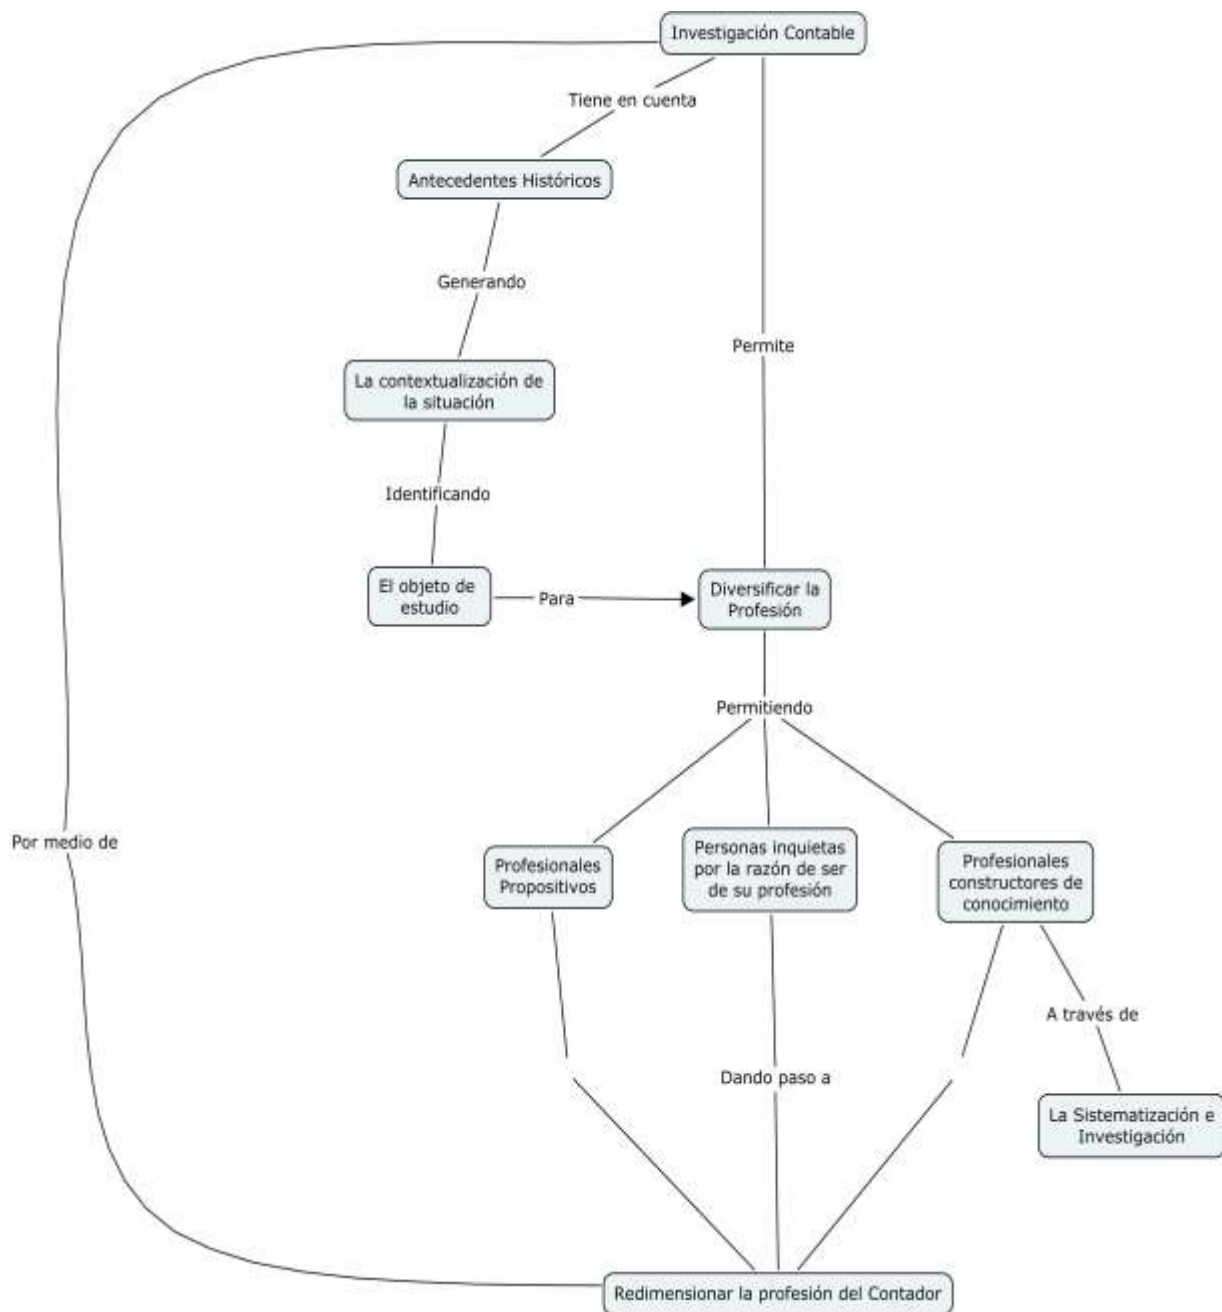 Investigación Contable
Tiene en cuenta
Antecedentes Históricos
Generando
Permite
La contextualización de
la situación
Identificando
El objeto de
estudio
Para
Diversificar la
Profesión
Permitiendo
Por medio de
Profesionales
Propositivos
Personas inquietas
por la razón de ser
de su profesión
Profesionales
constructores de
conocimiento
A través de
Dando paso a
La Sistematización e
Investigación
Redimensionar la profesión del Contador